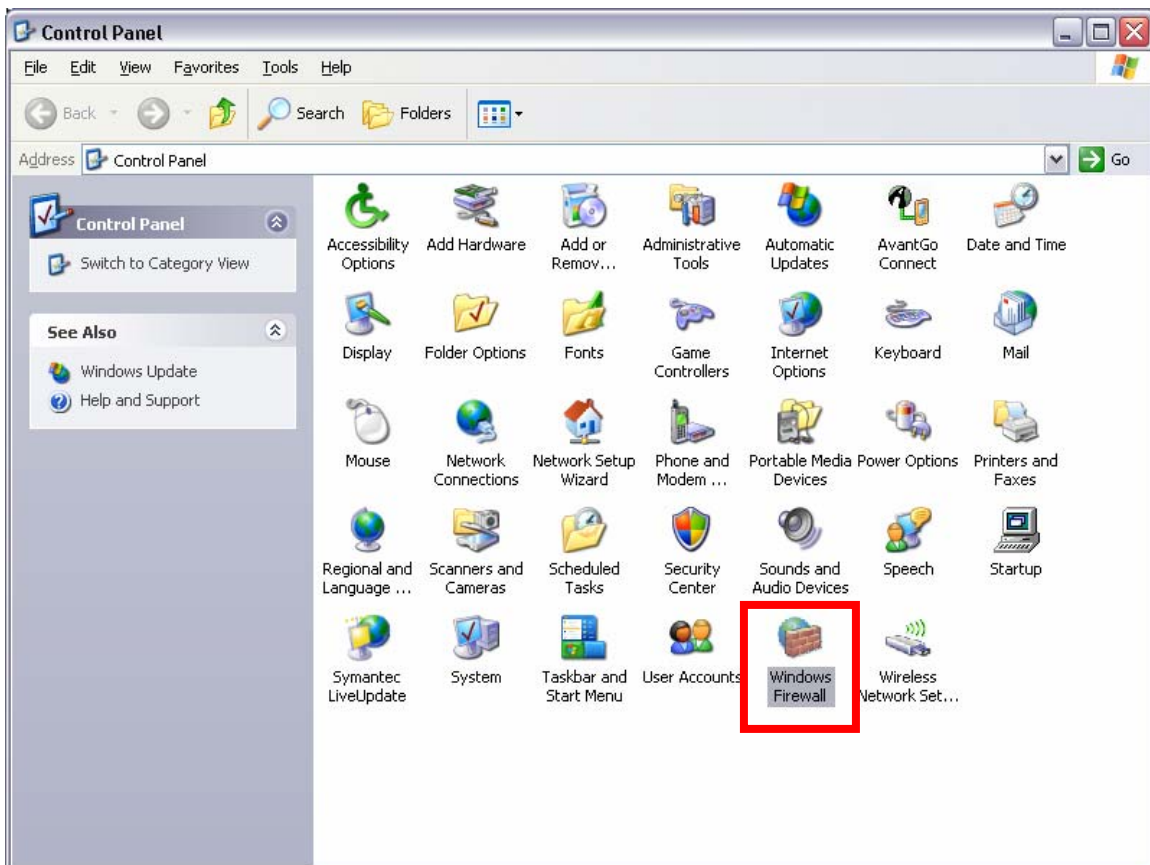 Control Panel
File Edit View Favorites Tools Help
Back Search Folders
Address Control Panel Go
Control Panel
Switch to Category View
See Also
Windows Update
Help and Support
Accessibility Options
Add Hardware
Add or Remov...
Administrative Tools
Automatic Updates
AvantGo Connect
Date and Time
Display
Folder Options
Fonts
Game Controllers
Internet Options
Keyboard
Mail
Mouse
Network Connections
Network Setup Wizard
Phone and Modem ...
Portable Media Devices
Power Options
Printers and Faxes
Regional and Language ...
Scanners and Cameras
Scheduled Tasks
Security Center
Sounds and Audio Devices
Speech
Startup
Symantec LiveUpdate
System
Taskbar and Start Menu
User Accounts
Windows Firewall
Wireless Network Set...